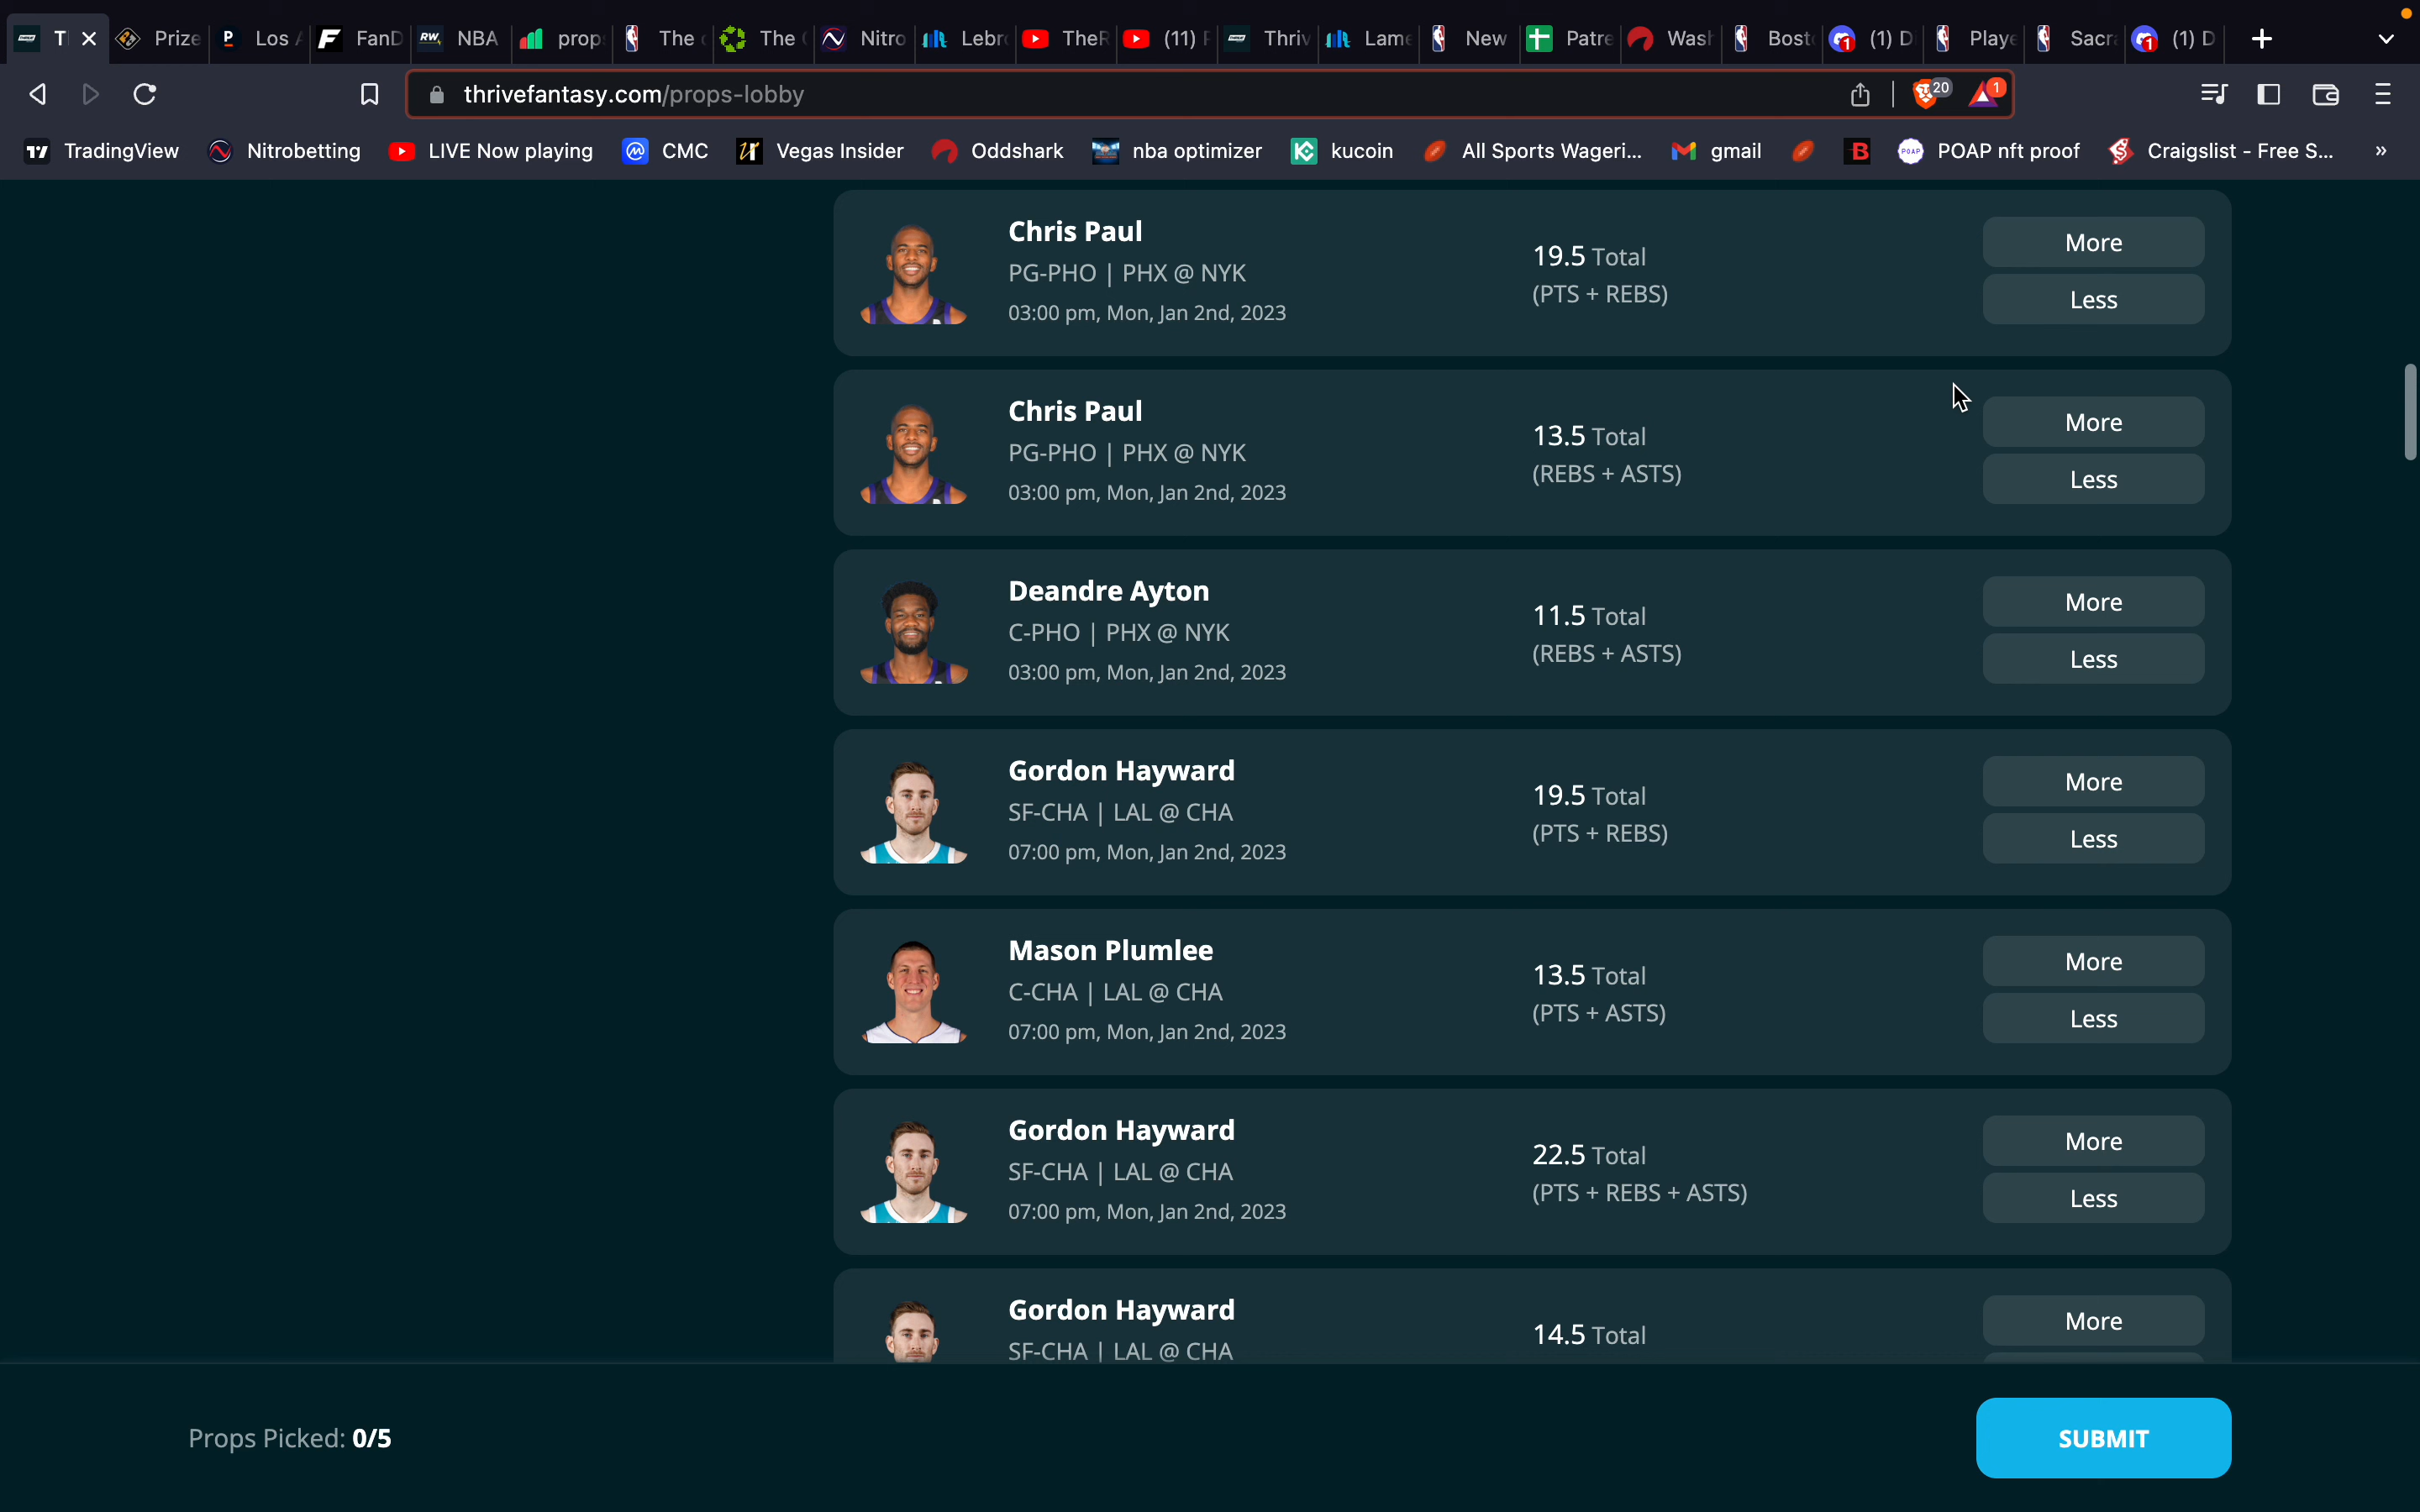 T Prize Los A FanD NBA prop The The Nitro Lebro TheR (11) Thriv Lame New Patre Wash Bosto (1) D Playe Sacra (1) D
thrivefantasy.com/props-lobby 20 1
TradingView Nitrobetting LIVE Now playing CMC Vegas Insider Oddshark nba optimizer kucoin All Sports Wageri... gmail POAP nft proof Craigslist - Free S... »
Chris Paul
PG-PHO | PHX @ NYK
03:00 pm, Mon, Jan 2nd, 2023
19.5 Total
(PTS + REBS)
More
Less
Chris Paul
PG-PHO | PHX @ NYK
03:00 pm, Mon, Jan 2nd, 2023
13.5 Total
(REBS + ASTS)
More
Less
Deandre Ayton
C-PHO | PHX @ NYK
03:00 pm, Mon, Jan 2nd, 2023
11.5 Total
(REBS + ASTS)
More
Less
Gordon Hayward
SF-CHA | LAL @ CHA
07:00 pm, Mon, Jan 2nd, 2023
19.5 Total
(PTS + REBS)
More
Less
Mason Plumlee
C-CHA | LAL @ CHA
07:00 pm, Mon, Jan 2nd, 2023
13.5 Total
(PTS + ASTS)
More
Less
Gordon Hayward
SF-CHA | LAL @ CHA
07:00 pm, Mon, Jan 2nd, 2023
22.5 Total
(PTS + REBS + ASTS)
More
Less
Gordon Hayward
SF-CHA | LAL @ CHA
14.5 Total
More
Props Picked: 0/5
SUBMIT